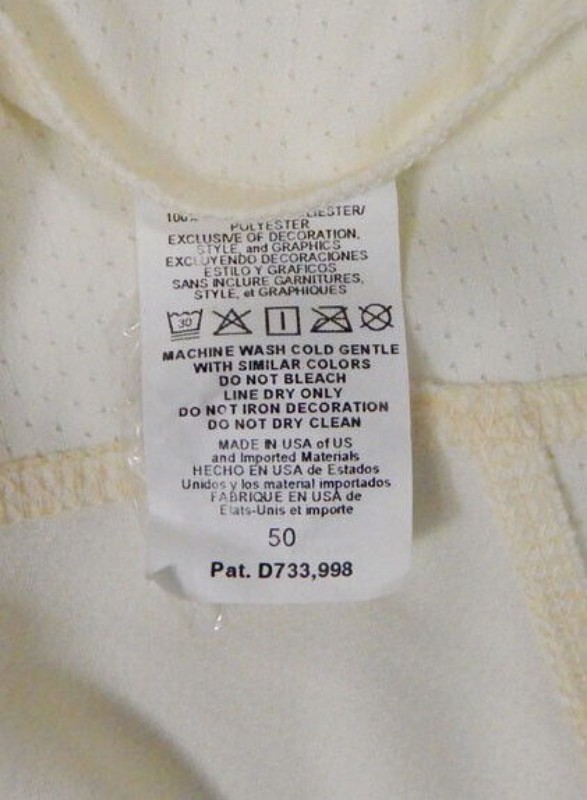 POLYESTER
EXCLUSIVE OF DECORATION,
STYLE, and GRAPHICS
EXCLUYENDO DECORACIONES
ESTILO Y GRAFICOS
SANS INCLURE GARNITURES,
STYLE, et GRAPHIQUES
30
MACHINE WASH COLD GENTLE
WITH SIMILAR COLORS
DO NOT BLEACH
LINE DRY ONLY
DO NOT IRON DECORATION
DO NOT DRY CLEAN
MADE IN USA of US
and Imported Materials
HECHO EN USA de Estados
Unidos y los material importados
FABRIQUE EN USA de
Etats-Unis et importe
50
Pat. D733,998